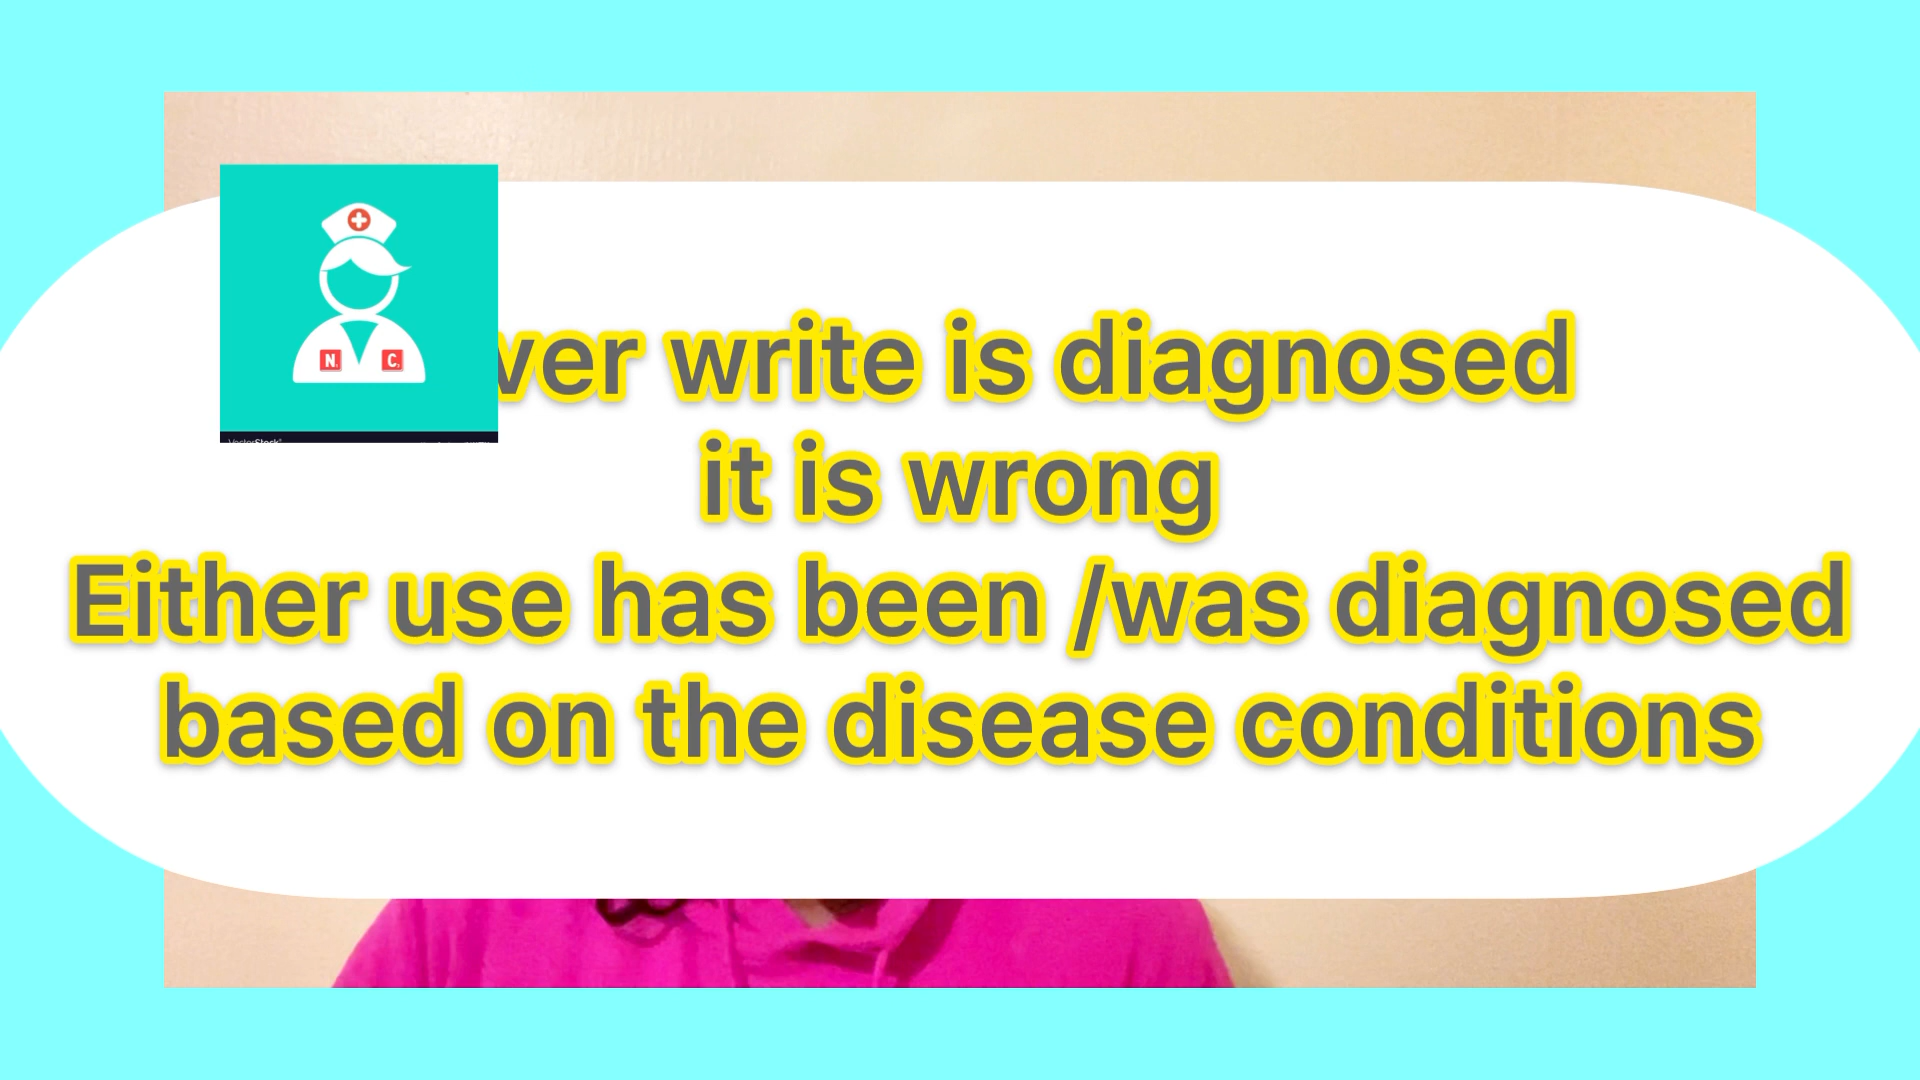 ver write is diagnosed
it is wrong
Either use has been /was diagnosed
based on the disease conditions
N.
C,